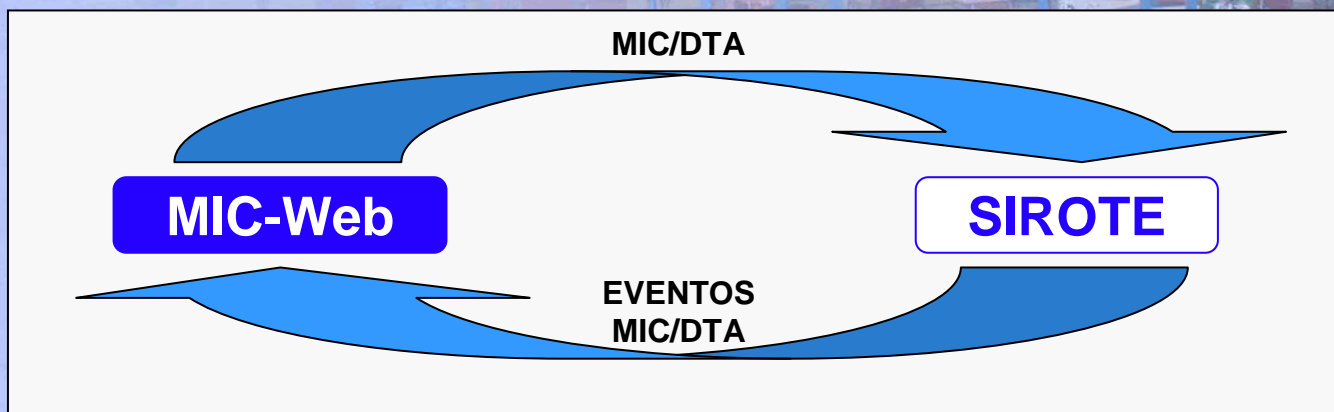 MIC/DTA
MIC-Web
SIROTE
EVENTOS
MIC/DTA